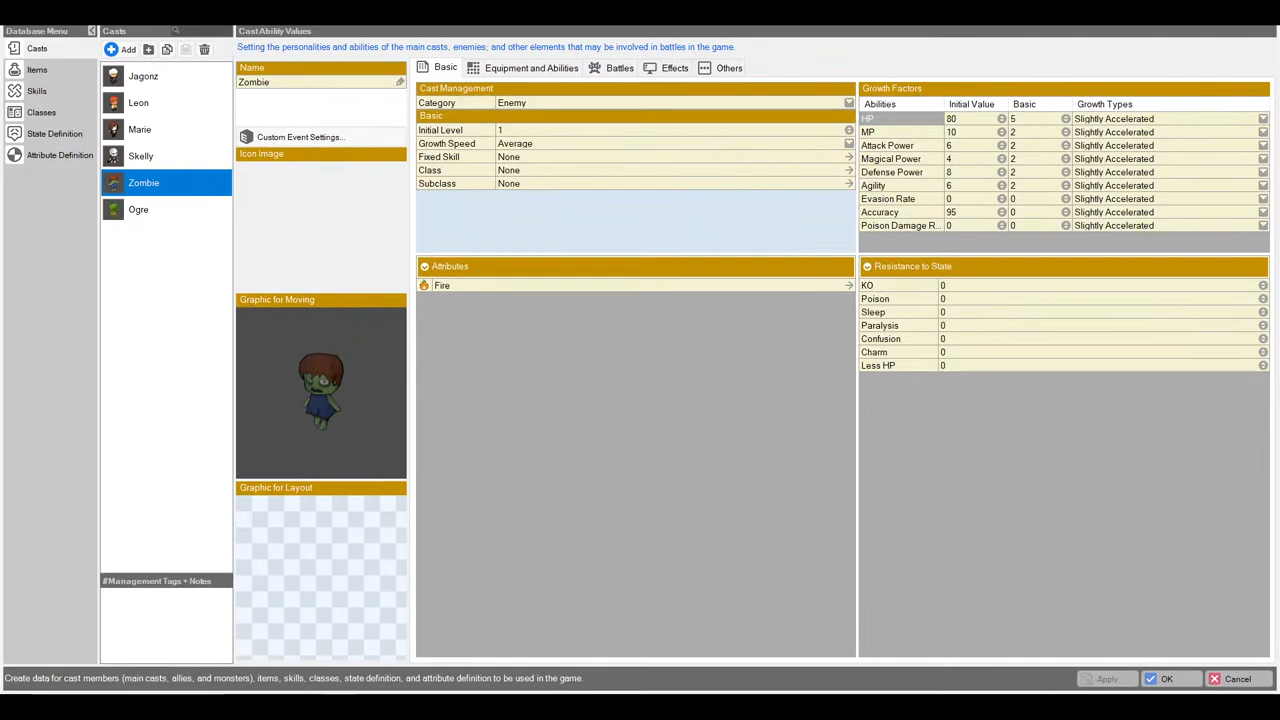 Database Menu
Casts
Items
Skills
Classes
State Definition
Attribute Definition
Casts
Add
Jagonz
Leon
Marie
Skelly
Zombie
Ogre
#Management Tags + Notes
Cast Ability Values
Setting the personalities and abilities of the main casts, enemies, and other elements that may be involved in battles in the game.
Name
Zombie
Custom Event Settings...
Icon Image
Graphic for Moving
Graphic for Layout
Basic Equipment and Abilities Battles Effects Others
Cast Management
Category Enemy
Basic
Initial Level 1
Growth Speed Average
Fixed Skill None
Class None
Subclass None
Attributes
Fire
Growth Factors
Abilities Initial Value Basic Growth Types
HP 80 5 Slightly Accelerated
MP 10 2 Slightly Accelerated
Attack Power 6 2 Slightly Accelerated
Magical Power 4 2 Slightly Accelerated
Defense Power 8 2 Slightly Accelerated
Agility 6 2 Slightly Accelerated
Evasion Rate 0 0 Slightly Accelerated
Accuracy 95 0 Slightly Accelerated
Poison Damage R... 0 0 Slightly Accelerated
Resistance to State
KO 0
Poison 0
Sleep 0
Paralysis 0
Confusion 0
Charm 0
Less HP 0
Create data for cast members (main casts, allies, and monsters), items, skills, classes, state definition, and attribute definition to be used in the game.
Apply OK Cancel